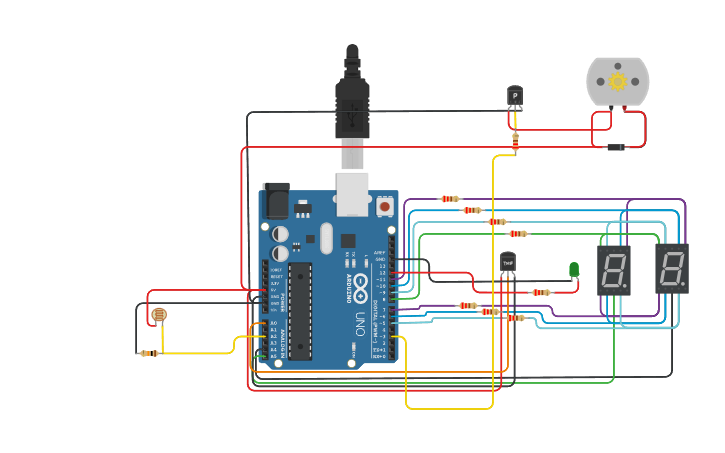 P
TMP
AREF
GND
13
12
~11
~10
~9
8
7
~6
~5
4
~3
2
TX→1
RX←0
IOREF
RESET
3.3V
5V
GND
GND
Vin
A0
A1
A2
A3
A4
A5
POWER
ANALOG IN
DIGITAL (PWM~)
ARDUINO
UNO
TX
RX
L
ON